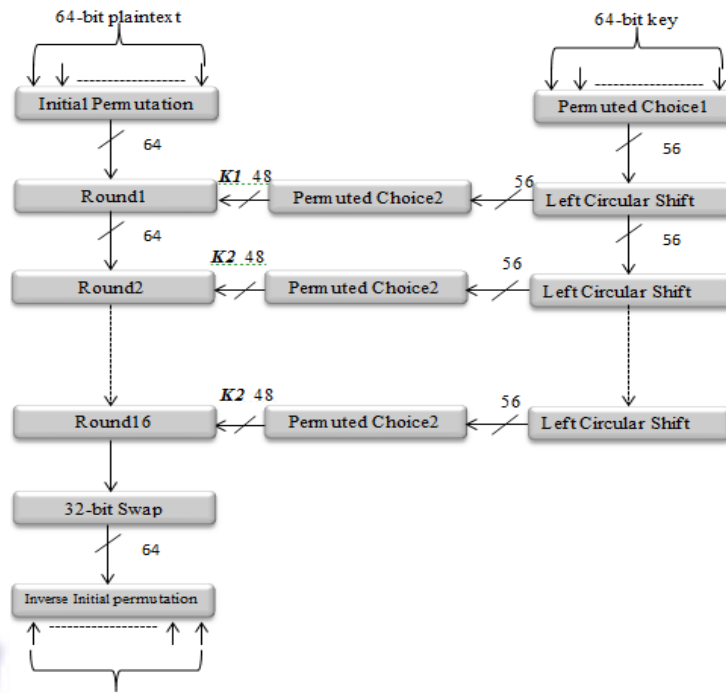 64-bit plaintext
64-bit key
Initial Permutation
Permuted Choice1
64
56
K1 48
56
Round1
Permuted Choice2
Left Circular Shift
64
56
K2 48
56
Round2
Permuted Choice2
Left Circular Shift
K2 48
56
Round16
Permuted Choice2
Left Circular Shift
32-bit Swap
64
Inverse Initial permutation